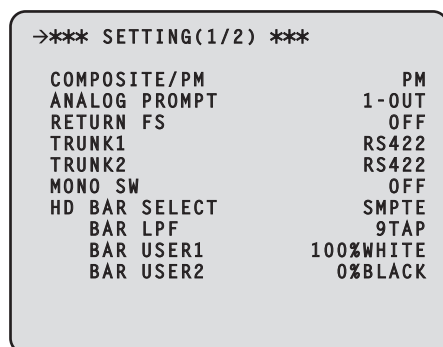 →*** SETTING(1/2) ***
COMPOSITE/PM PM
ANALOG PROMPT 1-OUT
RETURN FS OFF
TRUNK1 RS422
TRUNK2 RS422
MONO SW OFF
HD BAR SELECT SMPTE
BAR LPF 9TAP
BAR USER1 100%WHITE
BAR USER2 0%BLACK